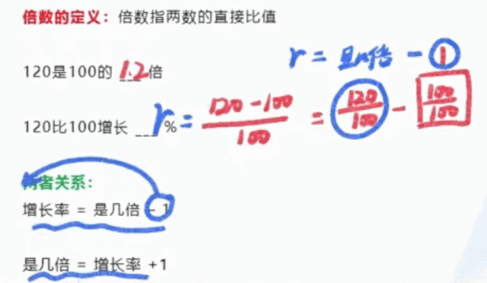 倍数的定义：倍数指两数的直接比值
r = 是几倍 - 1
120是100的 1.2 倍
120比100增长 ___%
r = (120-100)/100 = 120/100 - 100/100
两者关系：
增长率 = 是几倍 - 1
是几倍 = 增长率 +1